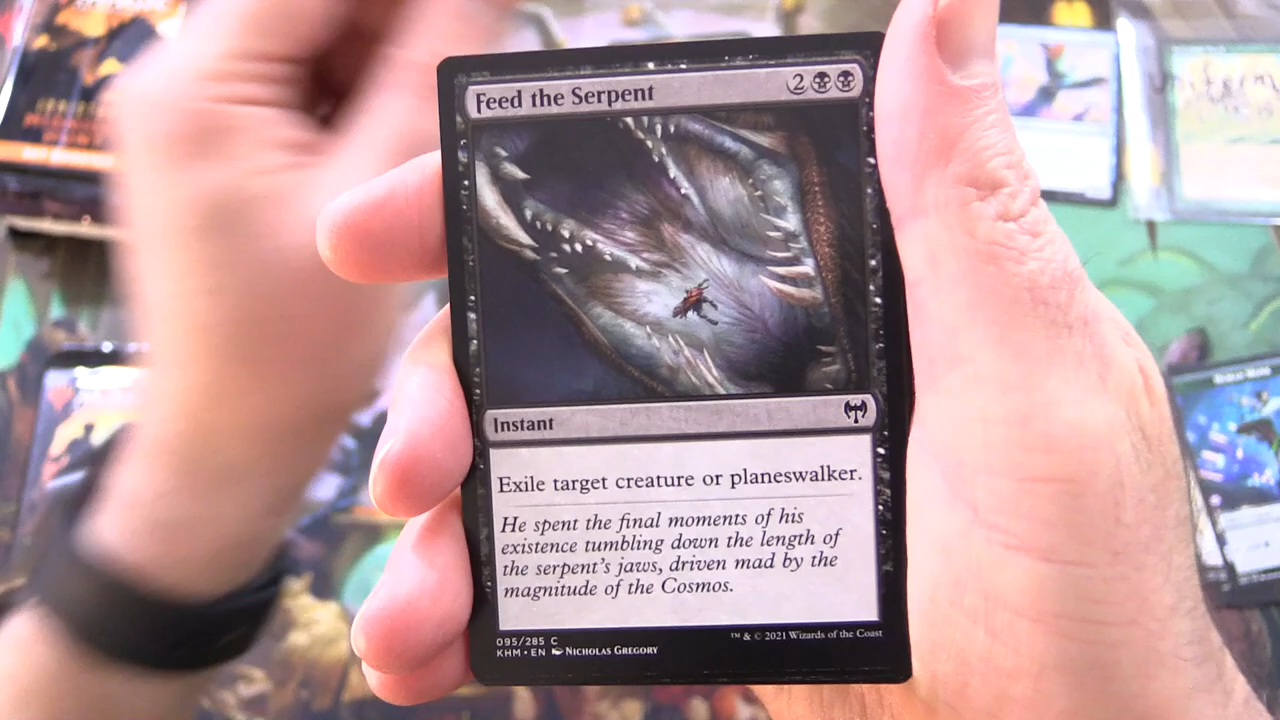 Feed the Serpent 2
Instant
Exile target creature or planeswalker.
He spent the final moments of his
existence tumbling down the length of
the serpent's jaws, driven mad by the
magnitude of the Cosmos.
095/285 C
KHM • EN NICHOLAS GREGORY
™ & © 2021 Wizards of the Coast